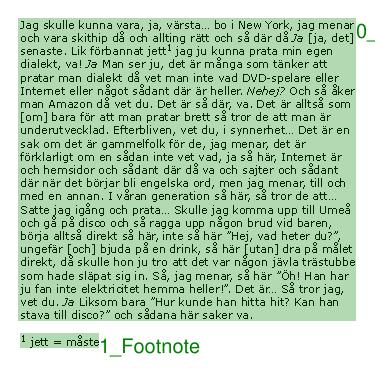 Jag skulle kunna vara, ja, värsta... bo i New York, jag menar
och vara skithip då och allting rätt och så där då Ja [ja, det]
senaste. Lik förbannat jett¹ jag ju kunna prata min egen
dialekt, va! Ja Man ser ju, det är många som tänker att
pratar man dialekt då vet man inte vad DVD-spelare eller
Internet eller något sådant där är heller. Nehej? Och så åker
man Amazon då vet du. Det är så där, va. Det är alltså som
[om] bara för att man pratar brett så tror de att man är
underutvecklad. Efterbliven, vet du, i synnerhet... Det är en
sak om det är gammelfolk för de, jag menar, det är
förklarligt om en sådan inte vet vad, ja så här, Internet är
och hemsidor och sådant där då va och sajter och sådant
där när det börjar bli engelska ord, men jag menar, till och
med en annan. I våran generation så här, så tror de att...
Satte jag igång och prata... Skulle jag komma upp till Umeå
och gå på disco och så ragga upp någon brud vid baren,
börja alltså direkt så här, inte så här ”Hej, vad heter du?”,
ungefär [och] bjuda på en drink, så här [utan] dra på målet
direkt, då skulle hon ju tro att det var någon jävla trästubbe
som hade släpat sig in. Så, jag menar, så här ”Öh! Han har
ju fan inte elektricitet hemma heller!”. Det är... Så tror jag,
vet du. Ja Liksom bara ”Hur kunde han hitta hit? Kan han
stava till disco?” och sådana här saker va.
0_
¹ jett = måste
1_Footnote